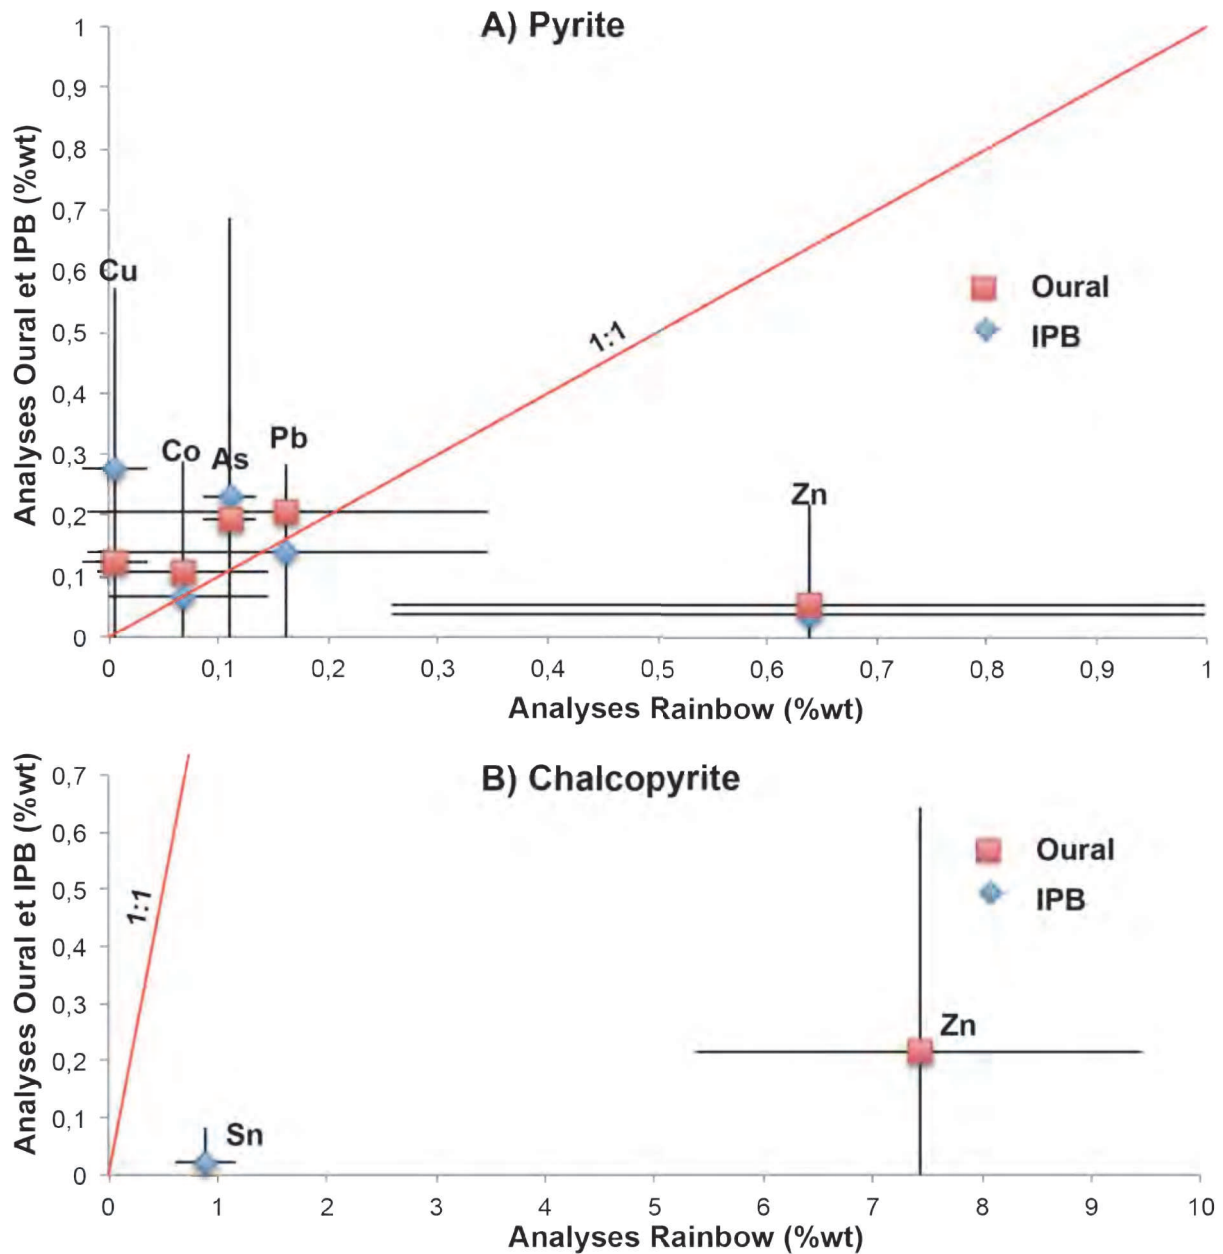 A) Pyrite
Analyses Oural et IPB (%wt)
1
0,9
0,8
0,7
0,6
0,5
0,4
0,3
0,2
0,1
0
Cu
Co
As
Pb
Zn
1:1
Oural
IPB
0 0,1 0,2 0,3 0,4 0,5 0,6 0,7 0,8 0,9 1
Analyses Rainbow (%wt)
B) Chalcopyrite
Analyses Oural et IPB (%wt)
0,7
0,6
0,5
0,4
0,3
0,2
0,1
0
1:1
Oural
IPB
Zn
Sn
0 1 2 3 4 5 6 7 8 9 10
Analyses Rainbow (%wt)